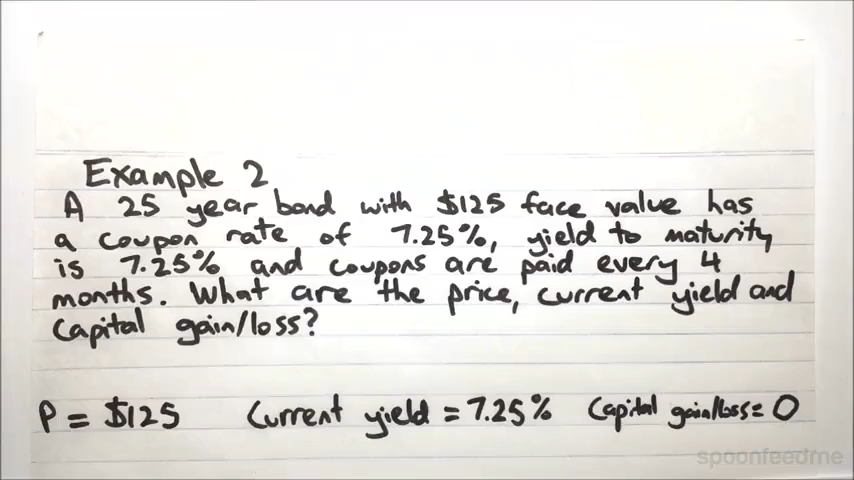 Example 2
A 25 year bond with $125 face value has
a coupon rate of 7.25%, yield to maturity
is 7.25% and coupons are paid every 4
months. What are the price, current yield and
Capital gain/loss?
P = $125 Current yield = 7.25% Capital gain/loss = 0
spoonfeedme